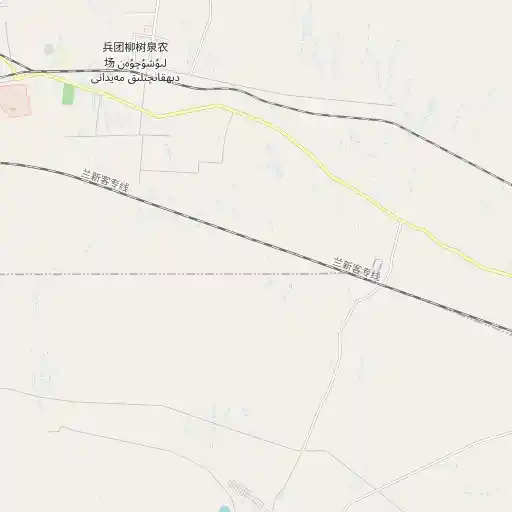 兵团柳树泉农
场 لىۇشۇچۇەن
دېھقانچىلىق مەيدانى
兰新客专线
兰新客专线